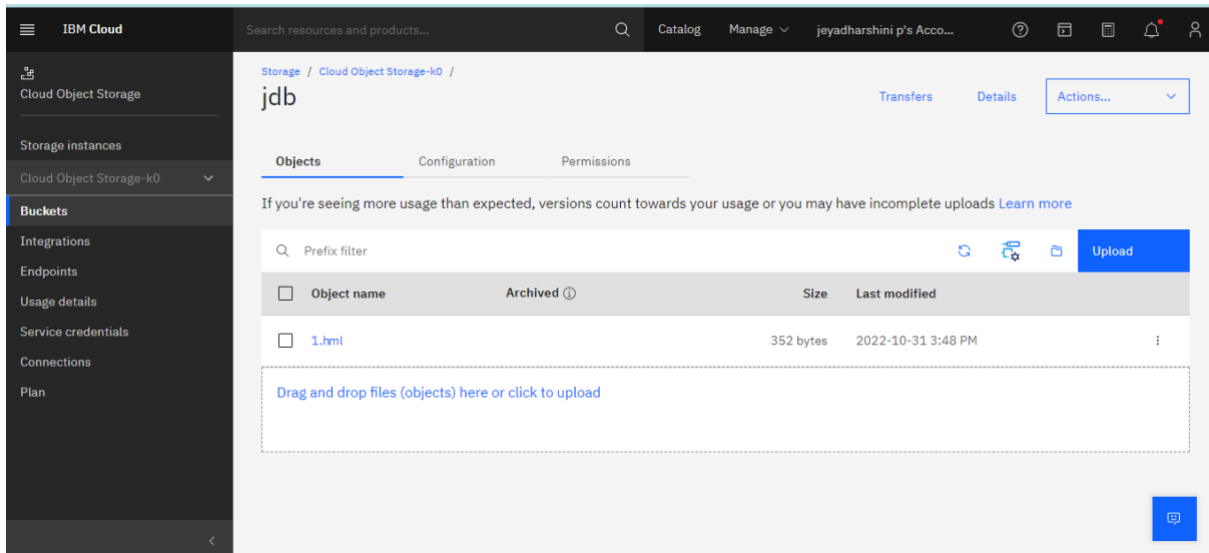 IBM Cloud
Search resources and products...
Catalog
Manage
jeyadharshini p's Acco...
Cloud Object Storage
Storage instances
Cloud Object Storage-k0
Buckets
Integrations
Endpoints
Usage details
Service credentials
Connections
Plan
Storage / Cloud Object Storage-k0 /
jdb
Transfers
Details
Actions...
Objects
Configuration
Permissions
If you're seeing more usage than expected, versions count towards your usage or you may have incomplete uploads Learn more
Prefix filter
Upload
Object name
Archived
Size
Last modified
1.hml
352 bytes
2022-10-31 3:48 PM
Drag and drop files (objects) here or click to upload